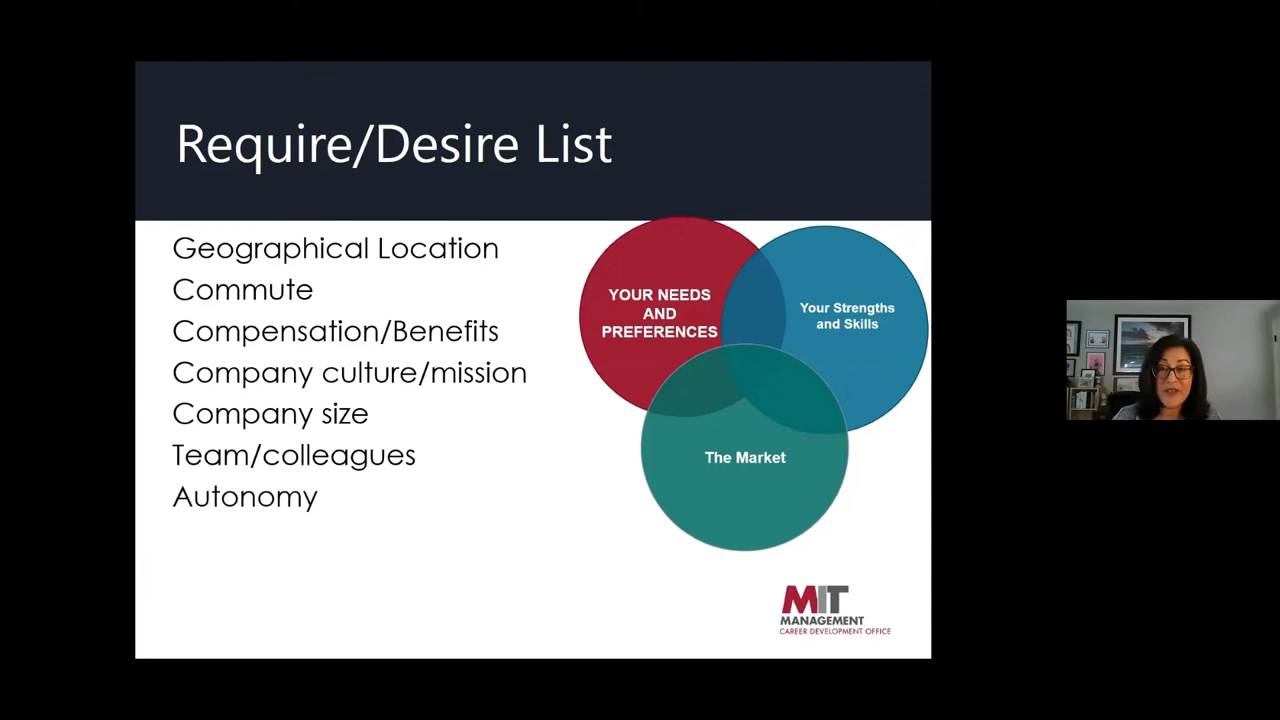 Require/Desire List
Geographical Location
Commute
Compensation/Benefits
Company culture/mission
Company size
Team/colleagues
Autonomy
YOUR NEEDS
AND
PREFERENCES
Your Strengths
and Skills
The Market
MIT
MANAGEMENT
CAREER DEVELOPMENT OFFICE